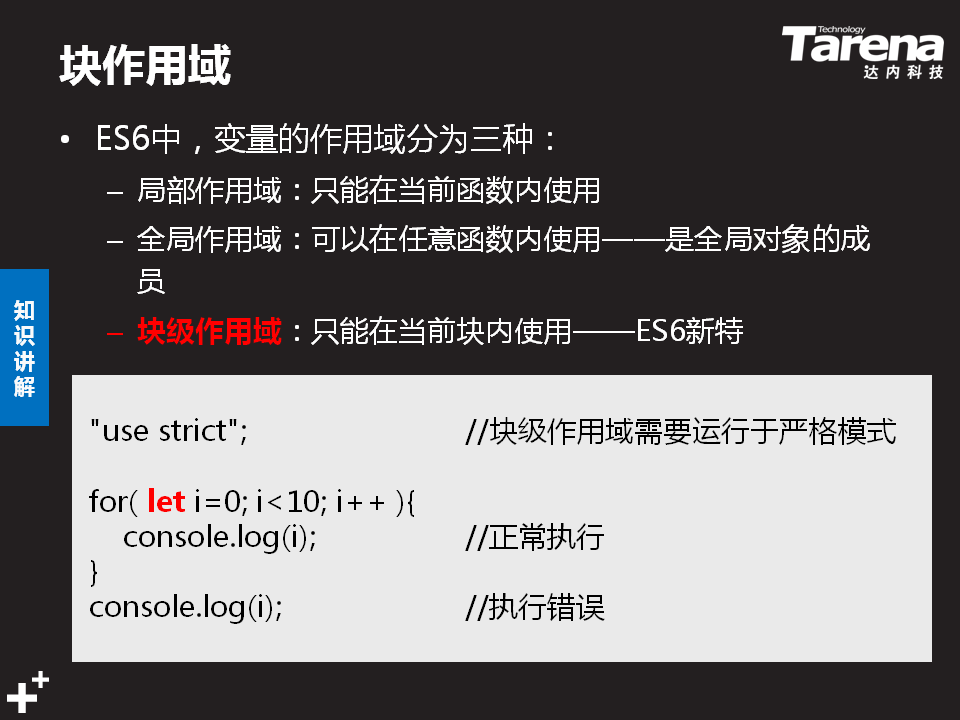 块作用域
Technology
Tarena
达内科技
• ES6中，变量的作用域分为三种：
– 局部作用域：只能在当前函数内使用
– 全局作用域：可以在任意函数内使用——是全局对象的成
员
– 块级作用域：只能在当前块内使用——ES6新特
知识讲解
"use strict"; //块级作用域需要运行于严格模式
for( let i=0; i<10; i++ ){
console.log(i); //正常执行
}
console.log(i); //执行错误